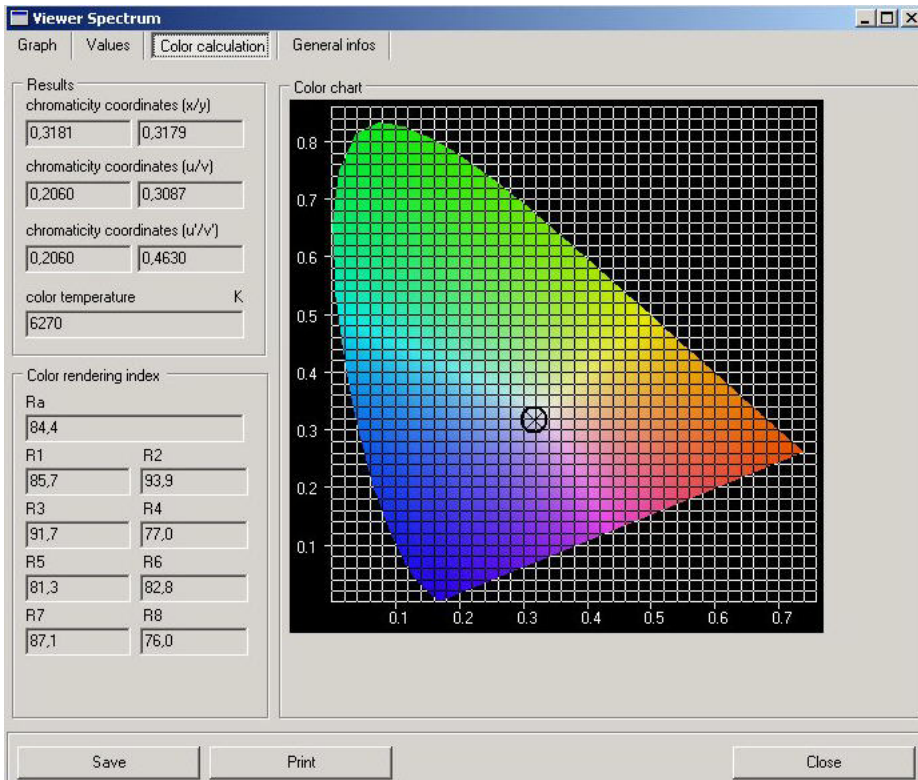 Viewer Spectrum
Graph Values Color calculation General infos
Results
chromaticity coordinates (x/y)
0,3181 0,3179
chromaticity coordinates (u/v)
0,2060 0,3087
chromaticity coordinates (u'/v')
0,2060 0,4630
color temperature K
6270
Color rendering index
Ra
84,4
R1 R2
85,7 93,9
R3 R4
91,7 77,0
R5 R6
81,3 82,8
R7 R8
87,1 76,0
Color chart
0.8
0.7
0.6
0.5
0.4
0.3
0.2
0.1
0.1 0.2 0.3 0.4 0.5 0.6 0.7
Save Print Close